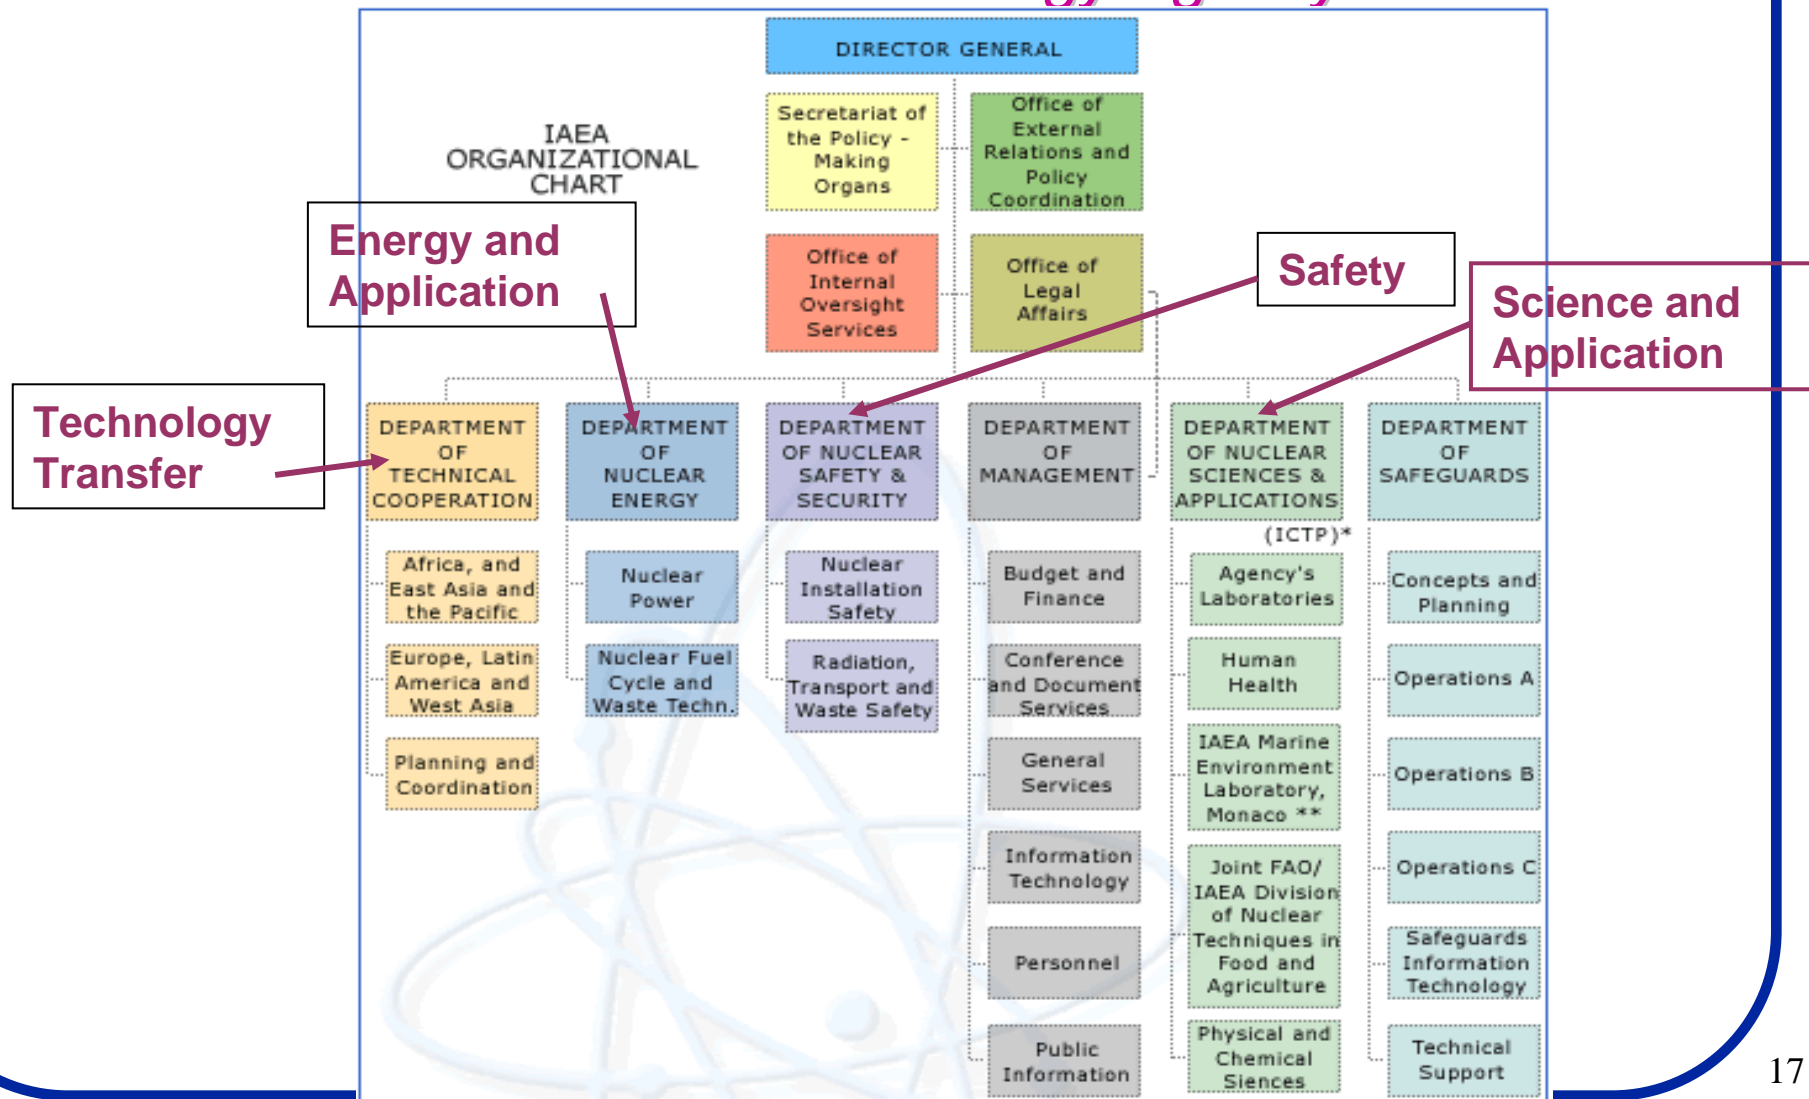 DIRECTOR GENERAL
IAEA
ORGANIZATIONAL
CHART
Secretariat of
the Policy -
Making
Organs
Office of
External
Relations and
Policy
Coordination
Office of
Internal
Oversight
Services
Office of
Legal
Affairs
Energy and
Application
Safety
Science and
Application
Technology
Transfer
DEPARTMENT
OF
TECHNICAL
COOPERATION
DEPARTMENT
OF
NUCLEAR
ENERGY
DEPARTMENT
OF NUCLEAR
SAFETY &
SECURITY
DEPARTMENT
OF
MANAGEMENT
DEPARTMENT
OF NUCLEAR
SCIENCES &
APPLICATIONS
(ICTP)*
DEPARTMENT
OF
SAFEGUARDS
Africa, and
East Asia and
the Pacific
Europe, Latin
America and
West Asia
Planning and
Coordination
Nuclear
Power
Nuclear Fuel
Cycle and
Waste Techn.
Nuclear
Installation
Safety
Radiation,
Transport and
Waste Safety
Budget and
Finance
Conference
and Document
Services
General
Services
Information
Technology
Personnel
Public
Information
Agency's
Laboratories
Human
Health
IAEA Marine
Environment
Laboratory,
Monaco **
Joint FAO/
IAEA Division
of Nuclear
Techniques in
Food and
Agriculture
Physical and
Chemical
Siences
Concepts and
Planning
Operations A
Operations B
Operations C
Safeguards
Information
Technology
Technical
Support
17